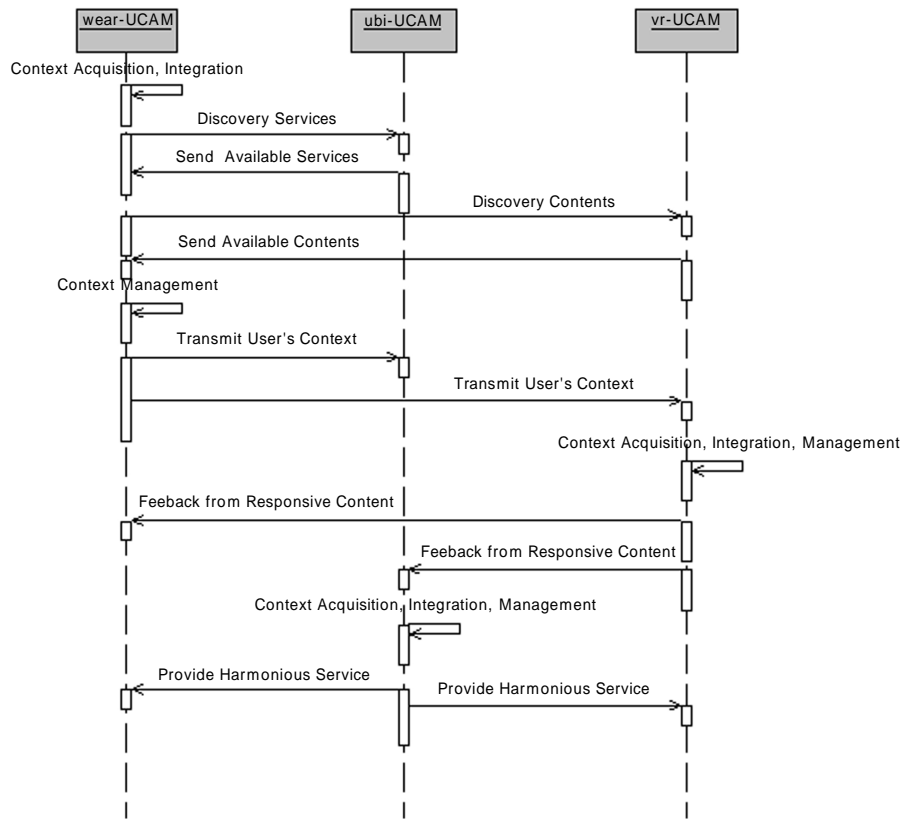 wear-UCAM
ubi-UCAM
vr-UCAM
Context Acquisition, Integration
Discovery Services
Send Available Services
Discovery Contents
Send Available Contents
Context Management
Transmit User's Context
Transmit User's Context
Context Acquisition, Integration, Management
Feeback from Responsive Content
Feeback from Responsive Content
Context Acquisition, Integration, Management
Provide Harmonious Service
Provide Harmonious Service